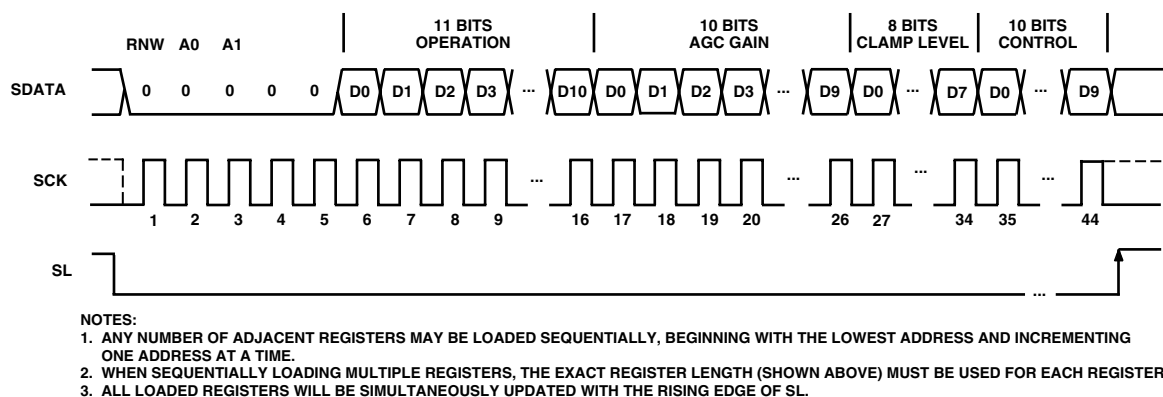 11 BITS
OPERATION
10 BITS
AGC GAIN
8 BITS
CLAMP LEVEL
10 BITS
CONTROL
RNW A0 A1
SDATA 0 0 0 0 0 D0 D1 D2 D3 ... D10 D0 D1 D2 D3 ... D9 D0 ... D7 D0 ... D9
SCK ... ... ... ...
1 2 3 4 5 6 7 8 9 16 17 18 19 20 26 27 34 35 44
SL ...
NOTES:
1. ANY NUMBER OF ADJACENT REGISTERS MAY BE LOADED SEQUENTIALLY, BEGINNING WITH THE LOWEST ADDRESS AND INCREMENTING
ONE ADDRESS AT A TIME.
2. WHEN SEQUENTIALLY LOADING MULTIPLE REGISTERS, THE EXACT REGISTER LENGTH (SHOWN ABOVE) MUST BE USED FOR EACH REGISTER
3. ALL LOADED REGISTERS WILL BE SIMULTANEOUSLY UPDATED WITH THE RISING EDGE OF SL.